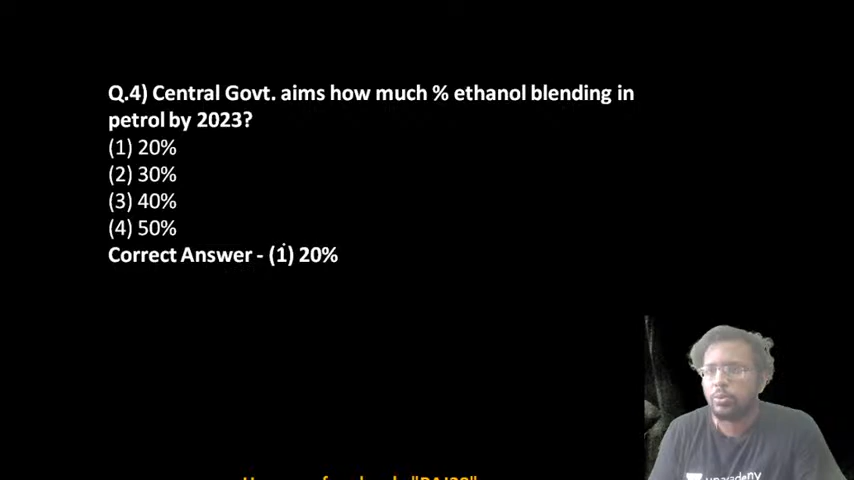 Q.4) Central Govt. aims how much % ethanol blending in
petrol by 2023?
(1) 20%
(2) 30%
(3) 40%
(4) 50%
Correct Answer - (1) 20%